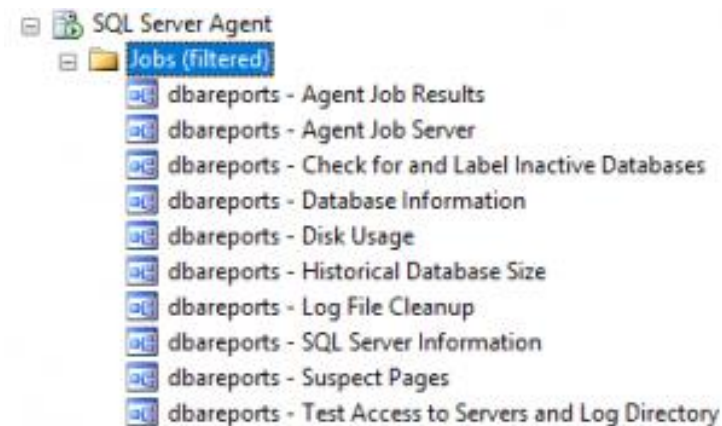 SQL Server Agent
Jobs (filtered)
dbareports - Agent Job Results
dbareports - Agent Job Server
dbareports - Check for and Label Inactive Databases
dbareports - Database Information
dbareports - Disk Usage
dbareports - Historical Database Size
dbareports - Log File Cleanup
dbareports - SQL Server Information
dbareports - Suspect Pages
dbareports - Test Access to Servers and Log Directory